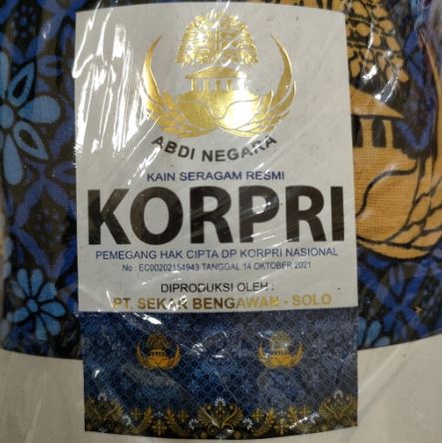 ABDI NEGARA
KAIN SERAGAM RESMI
KORPRI
PEMEGANG HAK CIPTA DP KORPRI NASIONAL
No : EC00202154943 TANGGAL 14 OKTOBER 2021
DIPRODUKSI OLEH :
PT. SEKAR BENGAWAN - SOLO